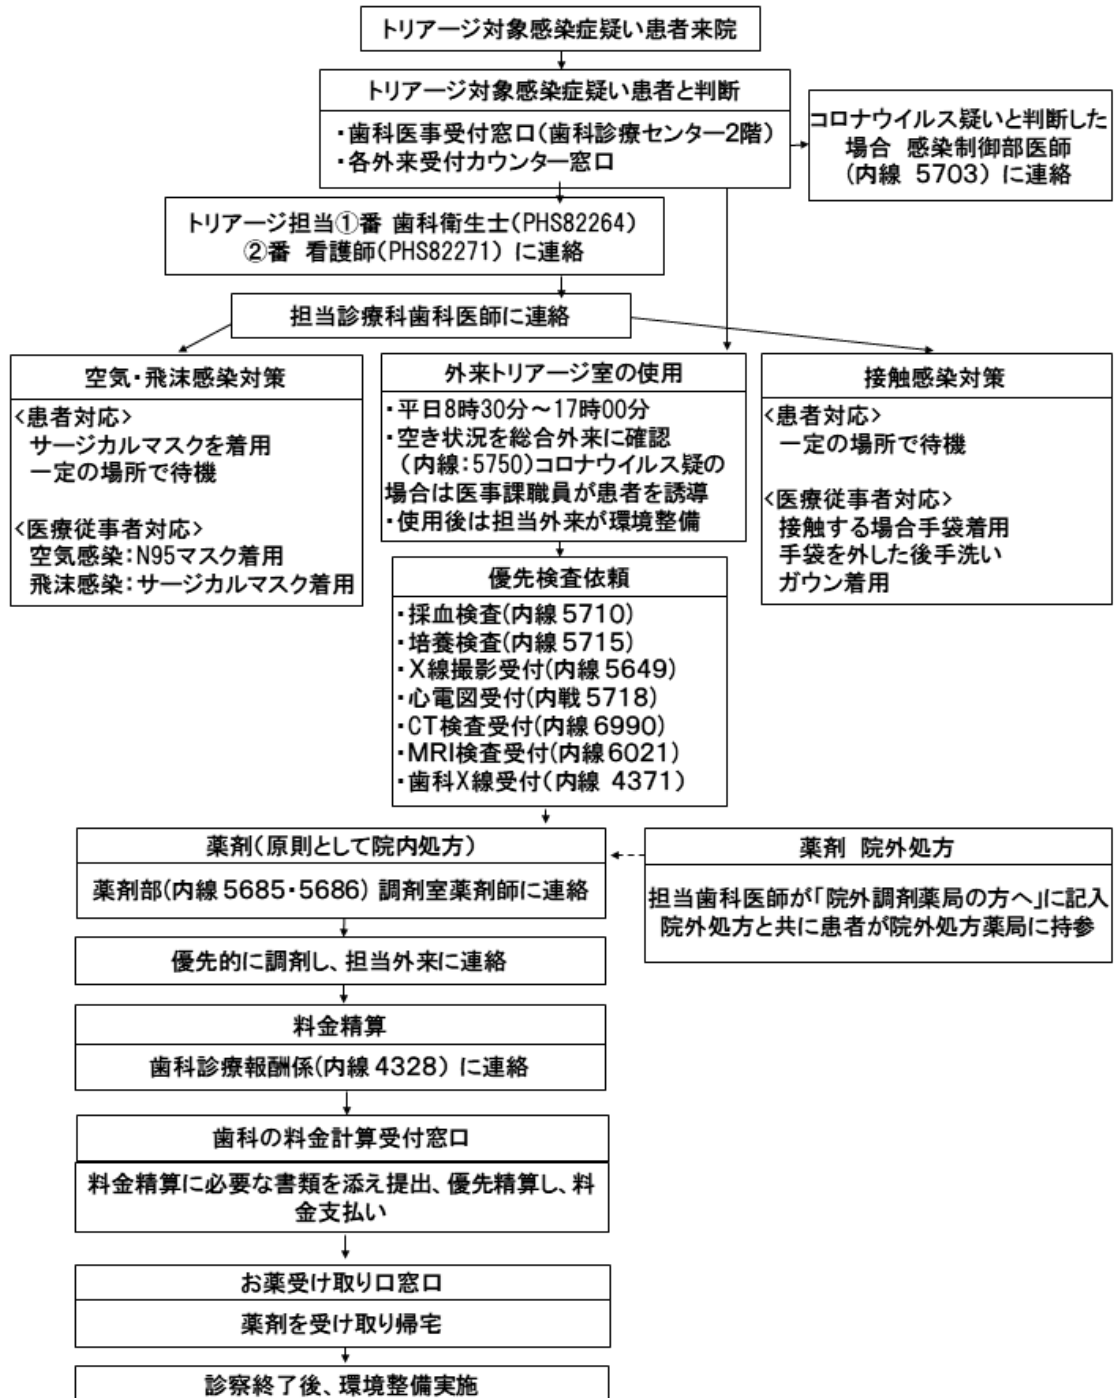 トリアージ対象感染症疑い患者来院
トリアージ対象感染症疑い患者と判断
・歯科医事受付窓口(歯科診療センター2階)
・各外来受付カウンター窓口
コロナウイルス疑いと判断した
場合 感染制御部医師
(内線 5703) に連絡
トリアージ担当①番 歯科衛生士(PHS82264)
②番 看護師(PHS82271) に連絡
担当診療科歯科医師に連絡
空気・飛沫感染対策
<患者対応>
サージカルマスクを着用
一定の場所で待機
<医療従事者対応>
空気感染:N95マスク着用
飛沫感染:サージカルマスク着用
外来トリアージ室の使用
・平日8時30分～17時00分
・空き状況を総合外来に確認
(内線:5750)コロナウイルス疑の
場合は医事課職員が患者を誘導
・使用後は担当外来が環境整備
接触感染対策
<患者対応>
一定の場所で待機
<医療従事者対応>
接触する場合手袋着用
手袋を外した後手洗い
ガウン着用
優先検査依頼
・採血検査(内線 5710)
・培養検査(内線 5715)
・X線撮影受付(内線 5649)
・心電図受付(内戦 5718)
・CT検査受付(内線 6990)
・MRI検査受付(内線 6021)
・歯科X線受付(内線 4371)
薬剤(原則として院内処方)
薬剤部(内線 5685・5686) 調剤室薬剤師に連絡
薬剤 院外処方
担当歯科医師が「院外調剤薬局の方へ」に記入
院外処方と共に患者が院外処方薬局に持参
優先的に調剤し、担当外来に連絡
料金精算
歯科診療報酬係(内線 4328) に連絡
歯科の料金計算受付窓口
料金精算に必要な書類を添え提出、優先精算し、料
金支払い
お薬受け取り口窓口
薬剤を受け取り帰宅
診察終了後、環境整備実施